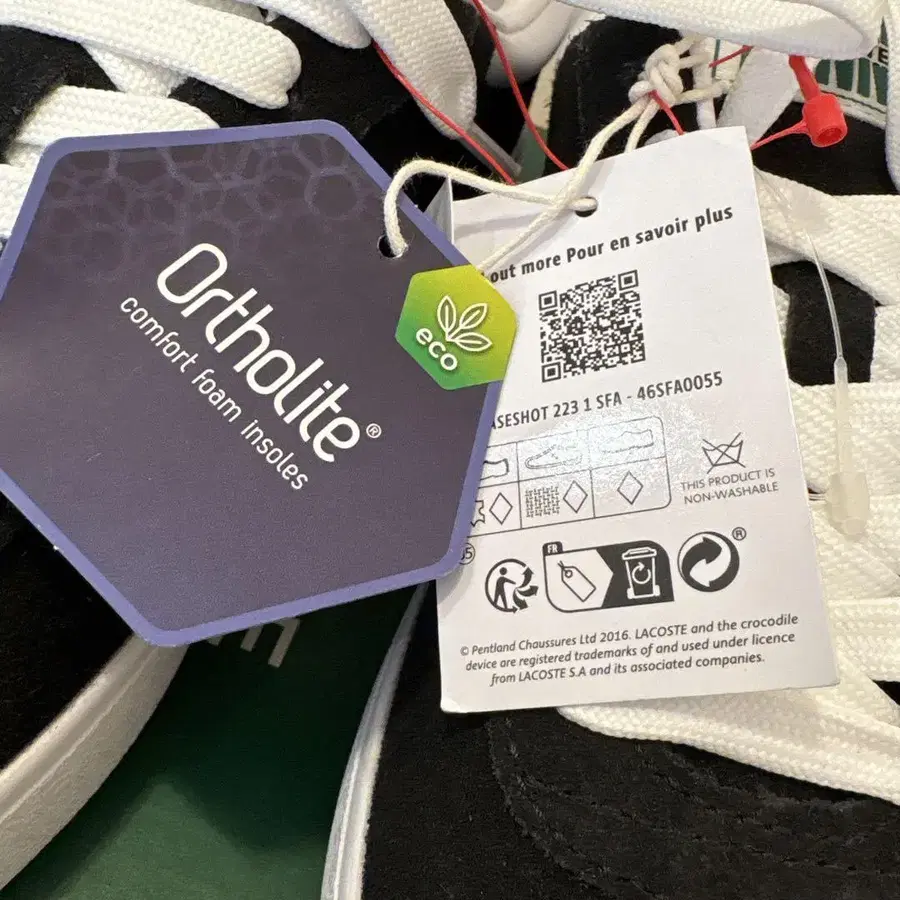 Ortholite®
comfort foam insoles
eco
out more Pour en savoir plus
ASESHOT 223 1 SFA - 46SFA0055
THIS PRODUCT IS
NON-WASHABLE
FR
®
© Pentland Chaussures Ltd 2016. LACOSTE and the crocodile
device are registered trademarks of and used under licence
from LACOSTE S.A and its associated companies.